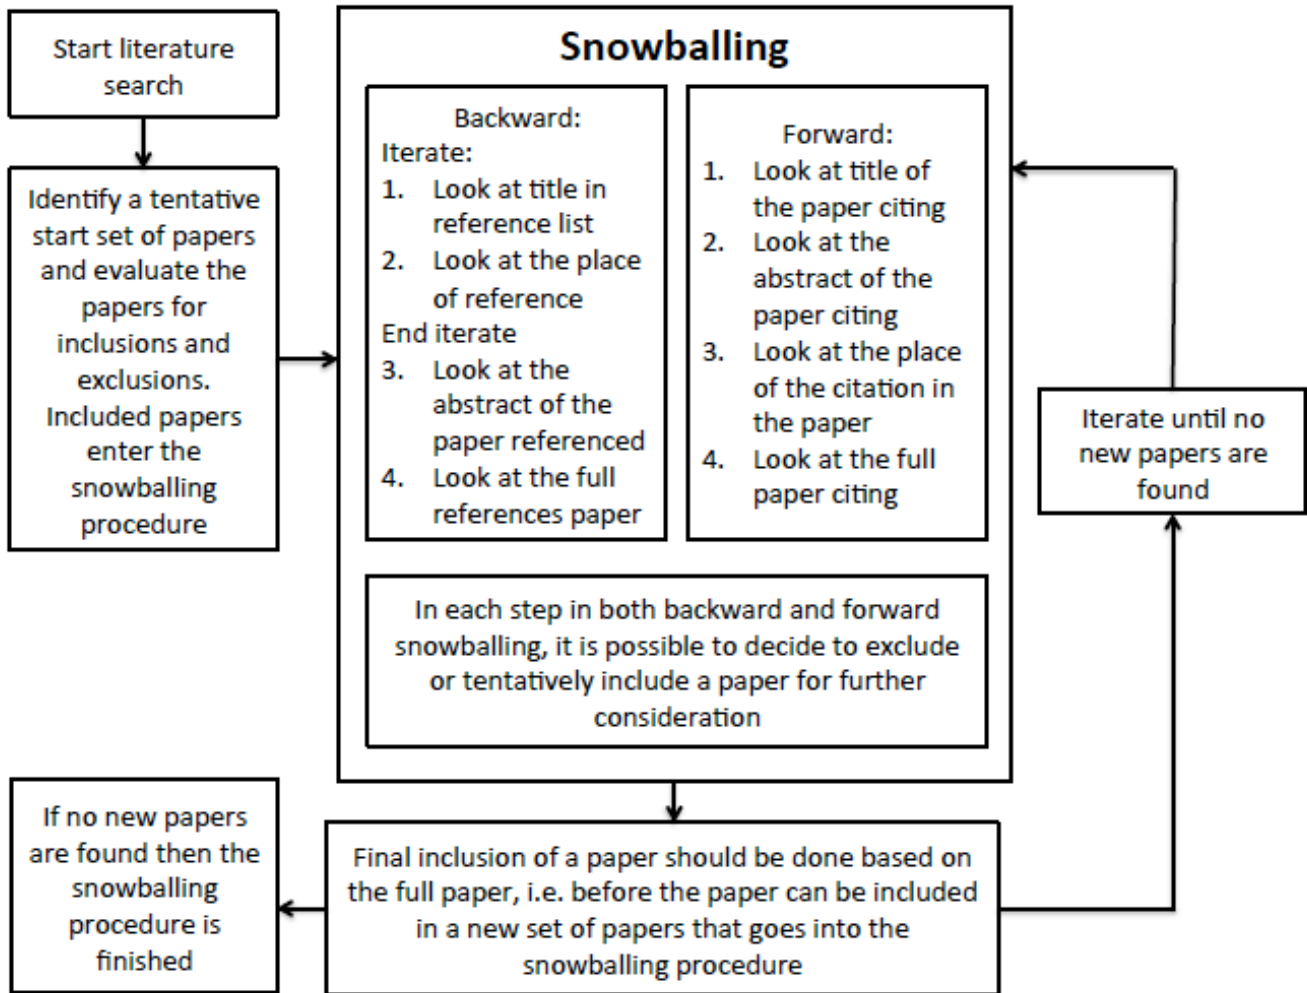 Start literature
search
Identify a tentative
start set of papers
and evaluate the
papers for
inclusions and
exclusions.
Included papers
enter the
snowballing
procedure
Snowballing
Backward:
Iterate:
1. Look at title in
reference list
2. Look at the place
of reference
End iterate
3. Look at the
abstract of the
paper referenced
4. Look at the full
references paper
Forward:
1. Look at title of
the paper citing
2. Look at the
abstract of the
paper citing
3. Look at the place
of the citation in
the paper
4. Look at the full
paper citing
In each step in both backward and forward
snowballing, it is possible to decide to exclude
or tentatively include a paper for further
consideration
Iterate until no
new papers are
found
Final inclusion of a paper should be done based on
the full paper, i.e. before the paper can be included
in a new set of papers that goes into the
snowballing procedure
If no new papers
are found then the
snowballing
procedure is
finished